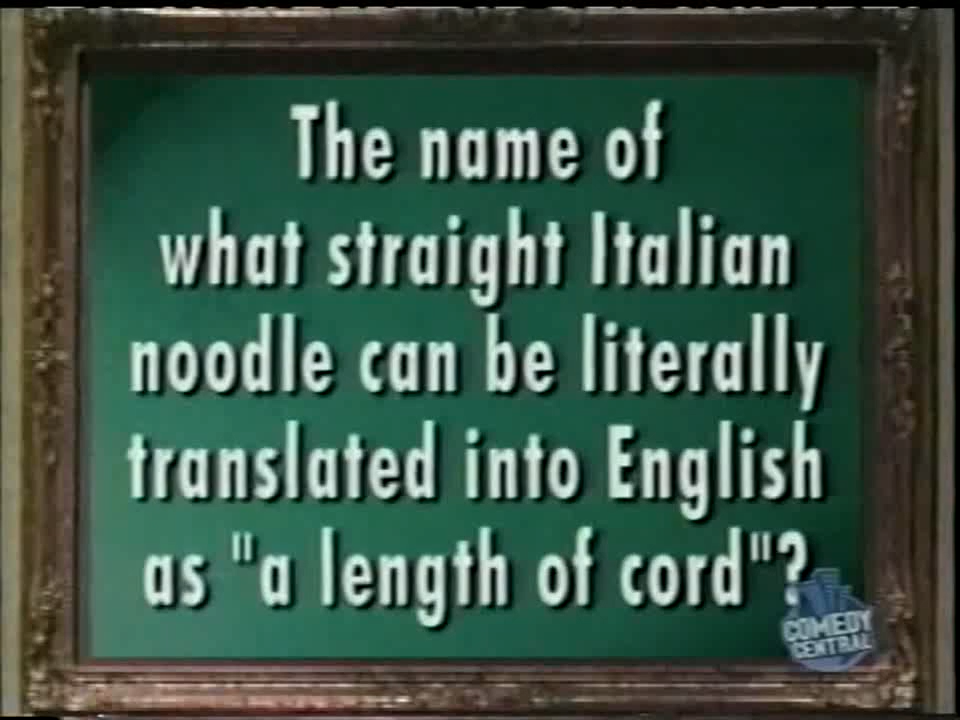 The name of
what straight Italian
noodle can be literally
translated into English
as "a length of cord"?
COMEDY
CENTRAL